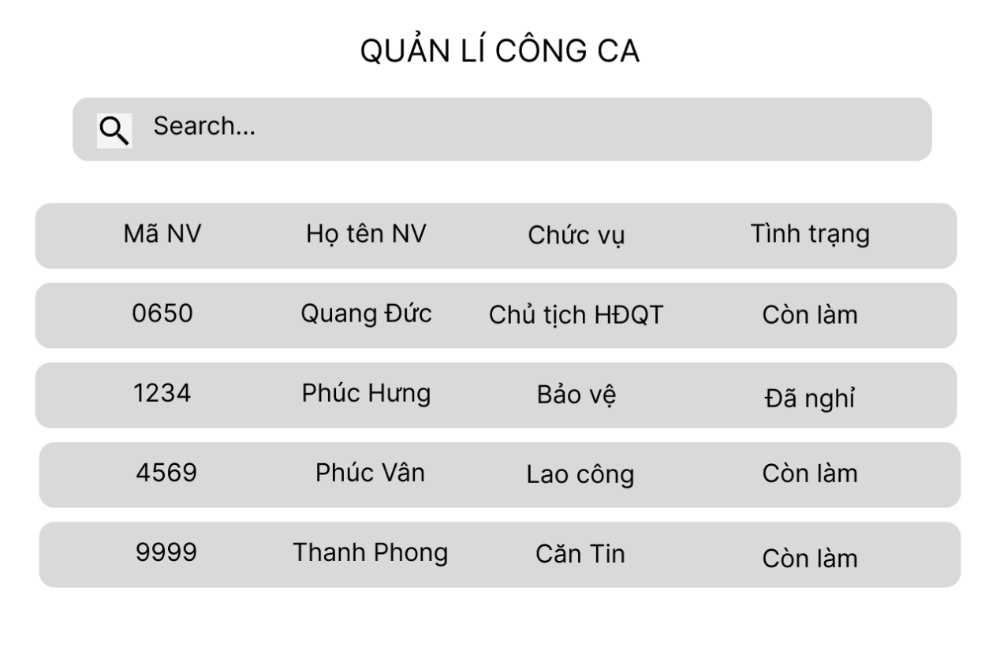 QUẢN LÍ CÔNG CA
Search...
Mã NV Họ tên NV Chức vụ Tình trạng
0650 Quang Đức Chủ tịch HĐQT Còn làm
1234 Phúc Hưng Bảo vệ Đã nghỉ
4569 Phúc Vân Lao công Còn làm
9999 Thanh Phong Căn Tin Còn làm